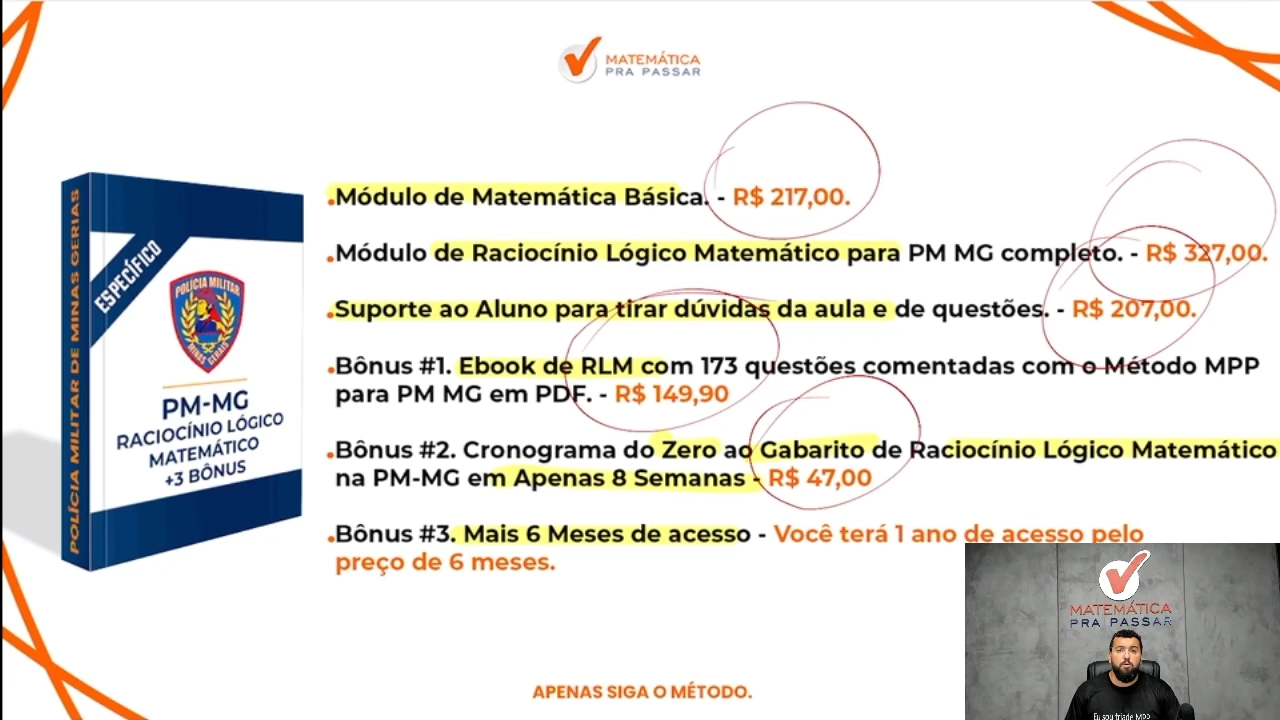 MATEMÁTICA
PRA PASSAR
•Módulo de Matemática Básica. - R$ 217,00.
•Módulo de Raciocínio Lógico Matemático para PM MG completo. - R$ 327,00.
•Suporte ao Aluno para tirar dúvidas da aula e de questões. - R$ 207,00.
•Bônus #1. Ebook de RLM com 173 questões comentadas com o Método MPP
para PM MG em PDF. - R$ 149,90
•Bônus #2. Cronograma do Zero ao Gabarito de Raciocínio Lógico Matemático
na PM-MG em Apenas 8 Semanas - R$ 47,00
•Bônus #3. Mais 6 Meses de acesso - Você terá 1 ano de acesso pelo
preço de 6 meses.
POLÍCIA MILITAR DE MINAS GERIAS
ESPECÍFICO
POLÍCIA MILITAR
MINAS GERAIS
PM-MG
RACIOCÍNIO LÓGICO
MATEMÁTICO
+3 BÔNUS
MATEMÁTICA
PRA PASSAR
Eu sou tríade MPP
APENAS SIGA O MÉTODO.